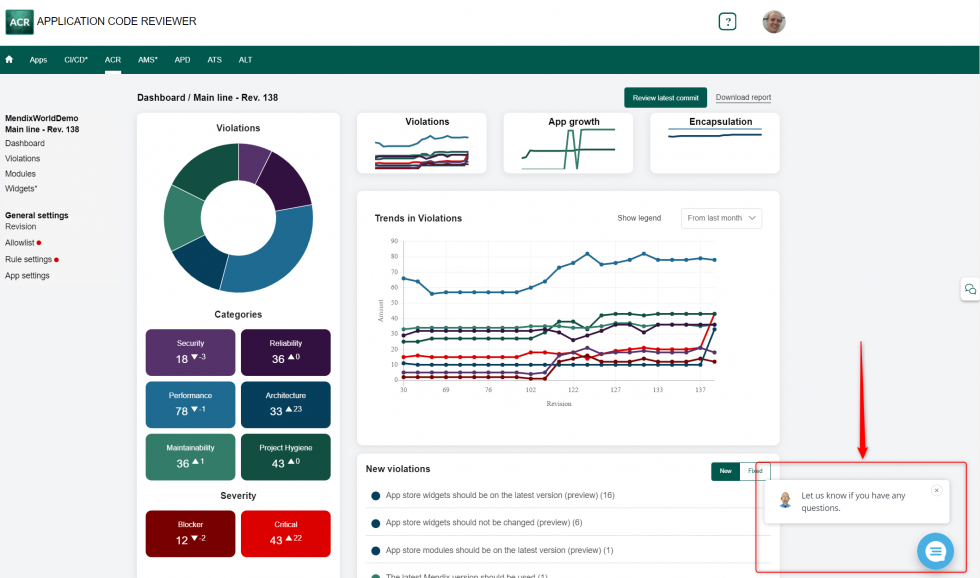 ACR APPLICATION CODE REVIEWER
?
Apps CI/CD* ACR AMS* APD ATS ALT
Dashboard / Main line - Rev. 138
Review latest commit
Download report
MendixWorldDemo
Main line - Rev. 138
Dashboard
Violations
Modules
Widgets*
General settings
Revision
Allowlist
Rule settings
App settings
Violations
Categories
Security
18 ▼-3
Reliability
36 ▲0
Performance
78 ▼-1
Architecture
33 ▲23
Maintainability
36 ▲1
Project Hygiene
43 ▲0
Severity
Blocker
12 ▼-2
Critical
43 ▲22
Violations
App growth
Encapsulation
Trends in Violations
Show legend
From last month
90
80
70
60
50
40
30
20
10
0
Amount
30 69 76 102 122 127 133 137
Revision
New violations
New Fixed
App store widgets should be on the latest version (preview) (16)
App store widgets should not be changed (preview) (6)
App store modules should be on the latest version (preview) (1)
The latest Mendix version should be used (1)
Let us know if you have any
questions.